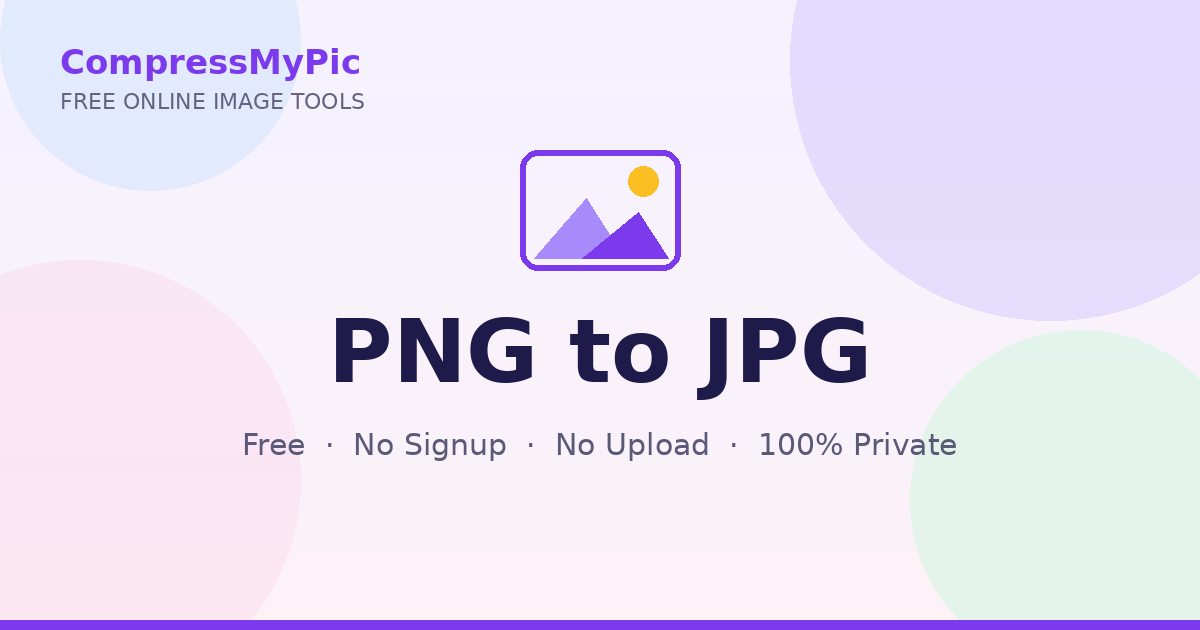 CompressMyPic
FREE ONLINE IMAGE TOOLS
PNG to JPG
Free · No Signup · No Upload · 100% Private